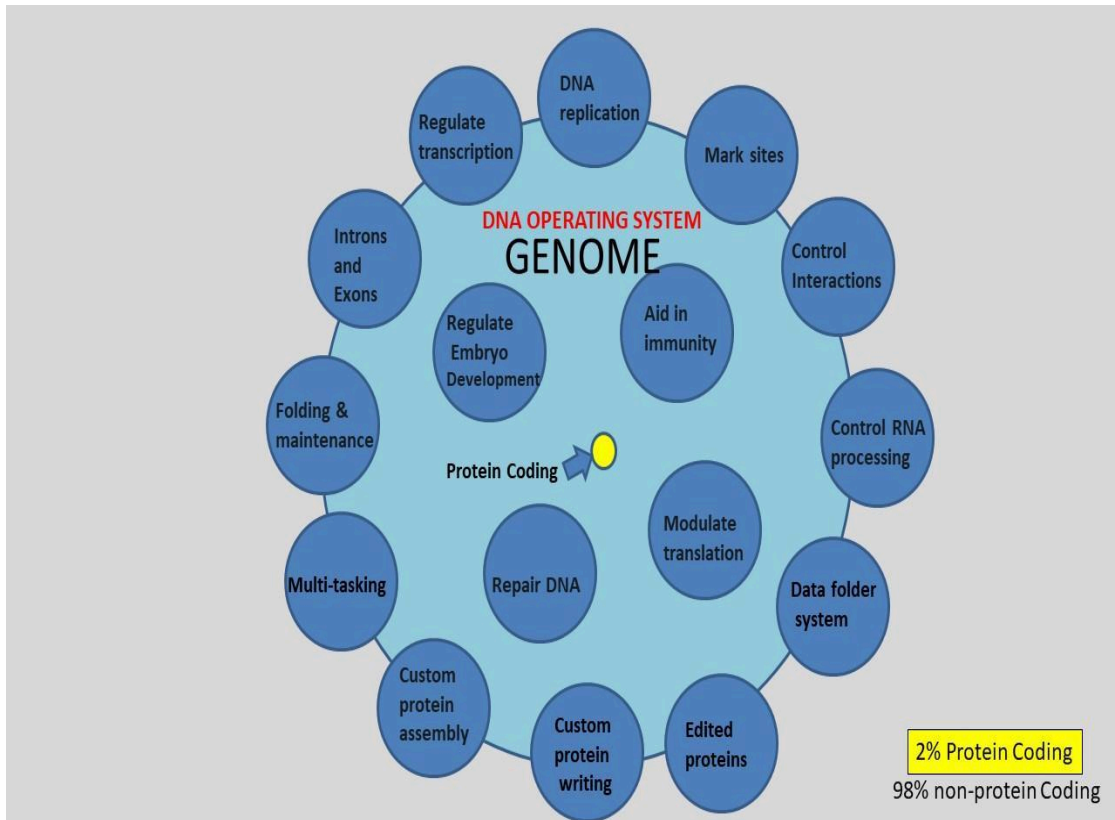 DNA
replication
Regulate
transcription
Mark sites
DNA OPERATING SYSTEM
GENOME
Introns
and
Exons
Control
Interactions
Regulate
Embryo
Development
Aid in
immunity
Folding &
maintenance
Control RNA
processing
Protein Coding
Modulate
translation
Multi-tasking
Repair DNA
Data folder
system
Custom
protein
assembly
Custom
protein
writing
Edited
proteins
2% Protein Coding
98% non-protein Coding